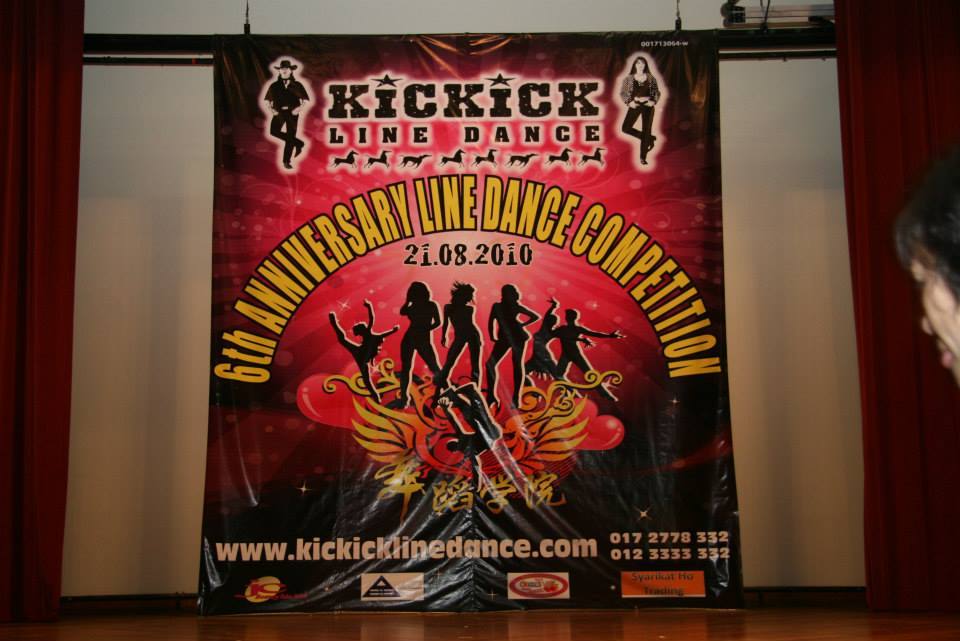 001713064-w
KiCKiCK
LINE DANCE
6th ANNIVERSARY LINE DANCE COMPETITION
21.08.2010
舞蹈学院
www.kickicklinedance.com
017 2778 332
012 3333 332
Syarikat Ho
Trading